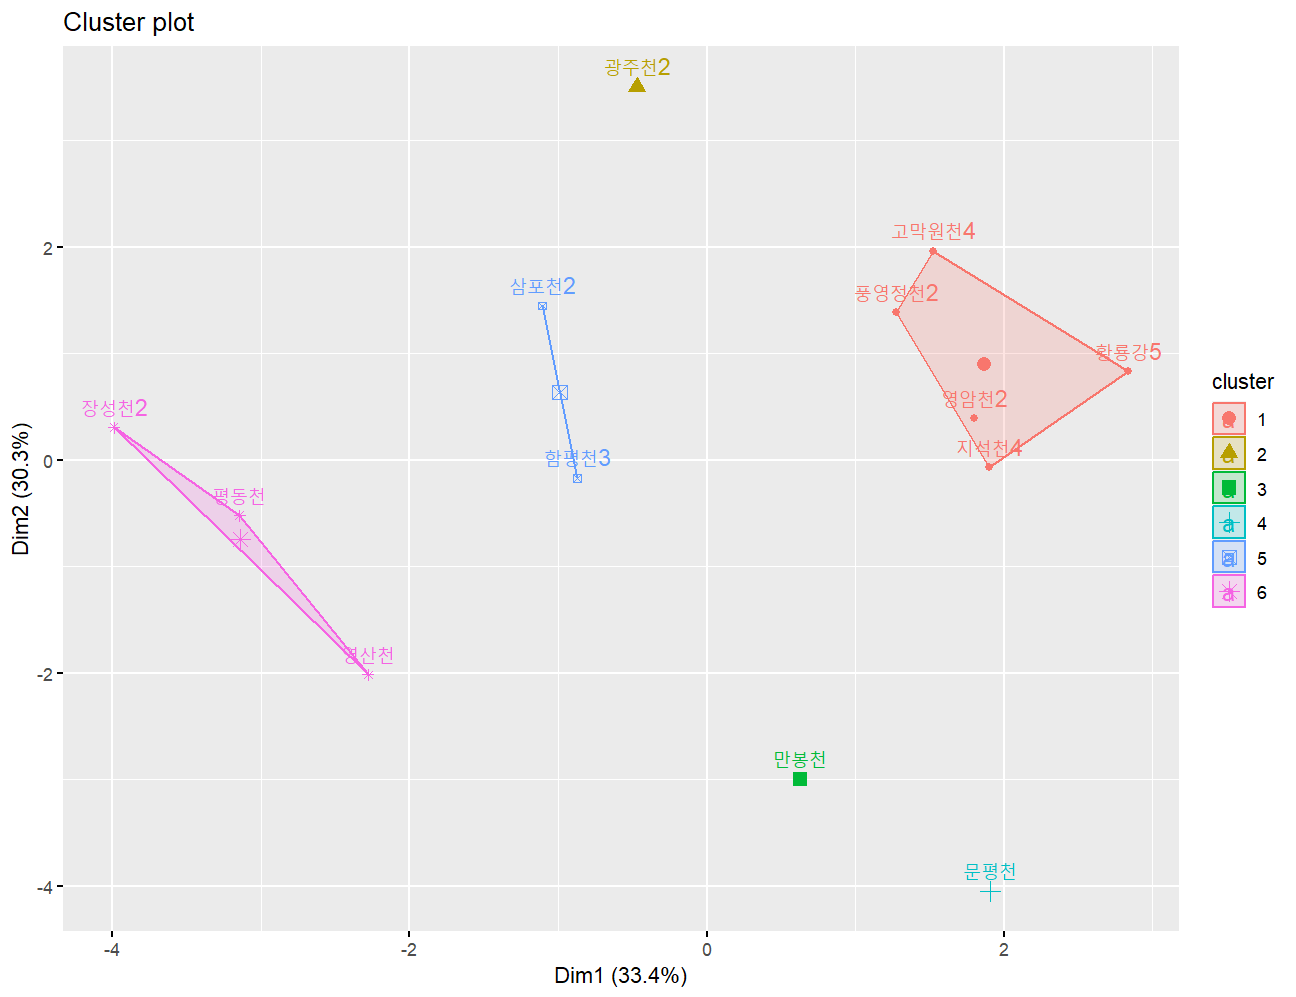 Cluster plot
광주천2
고막원천4
삼포천2
풍영정천2
황룡강5
영암천2
장성천2
지석천4
함평천3
평동천
영산천
만봉천
문평천
2
0
-2
-4
-4
-2
0
2
Dim1 (33.4%)
Dim2 (30.3%)
cluster
a 1
a 2
a 3
a 4
a 5
a 6